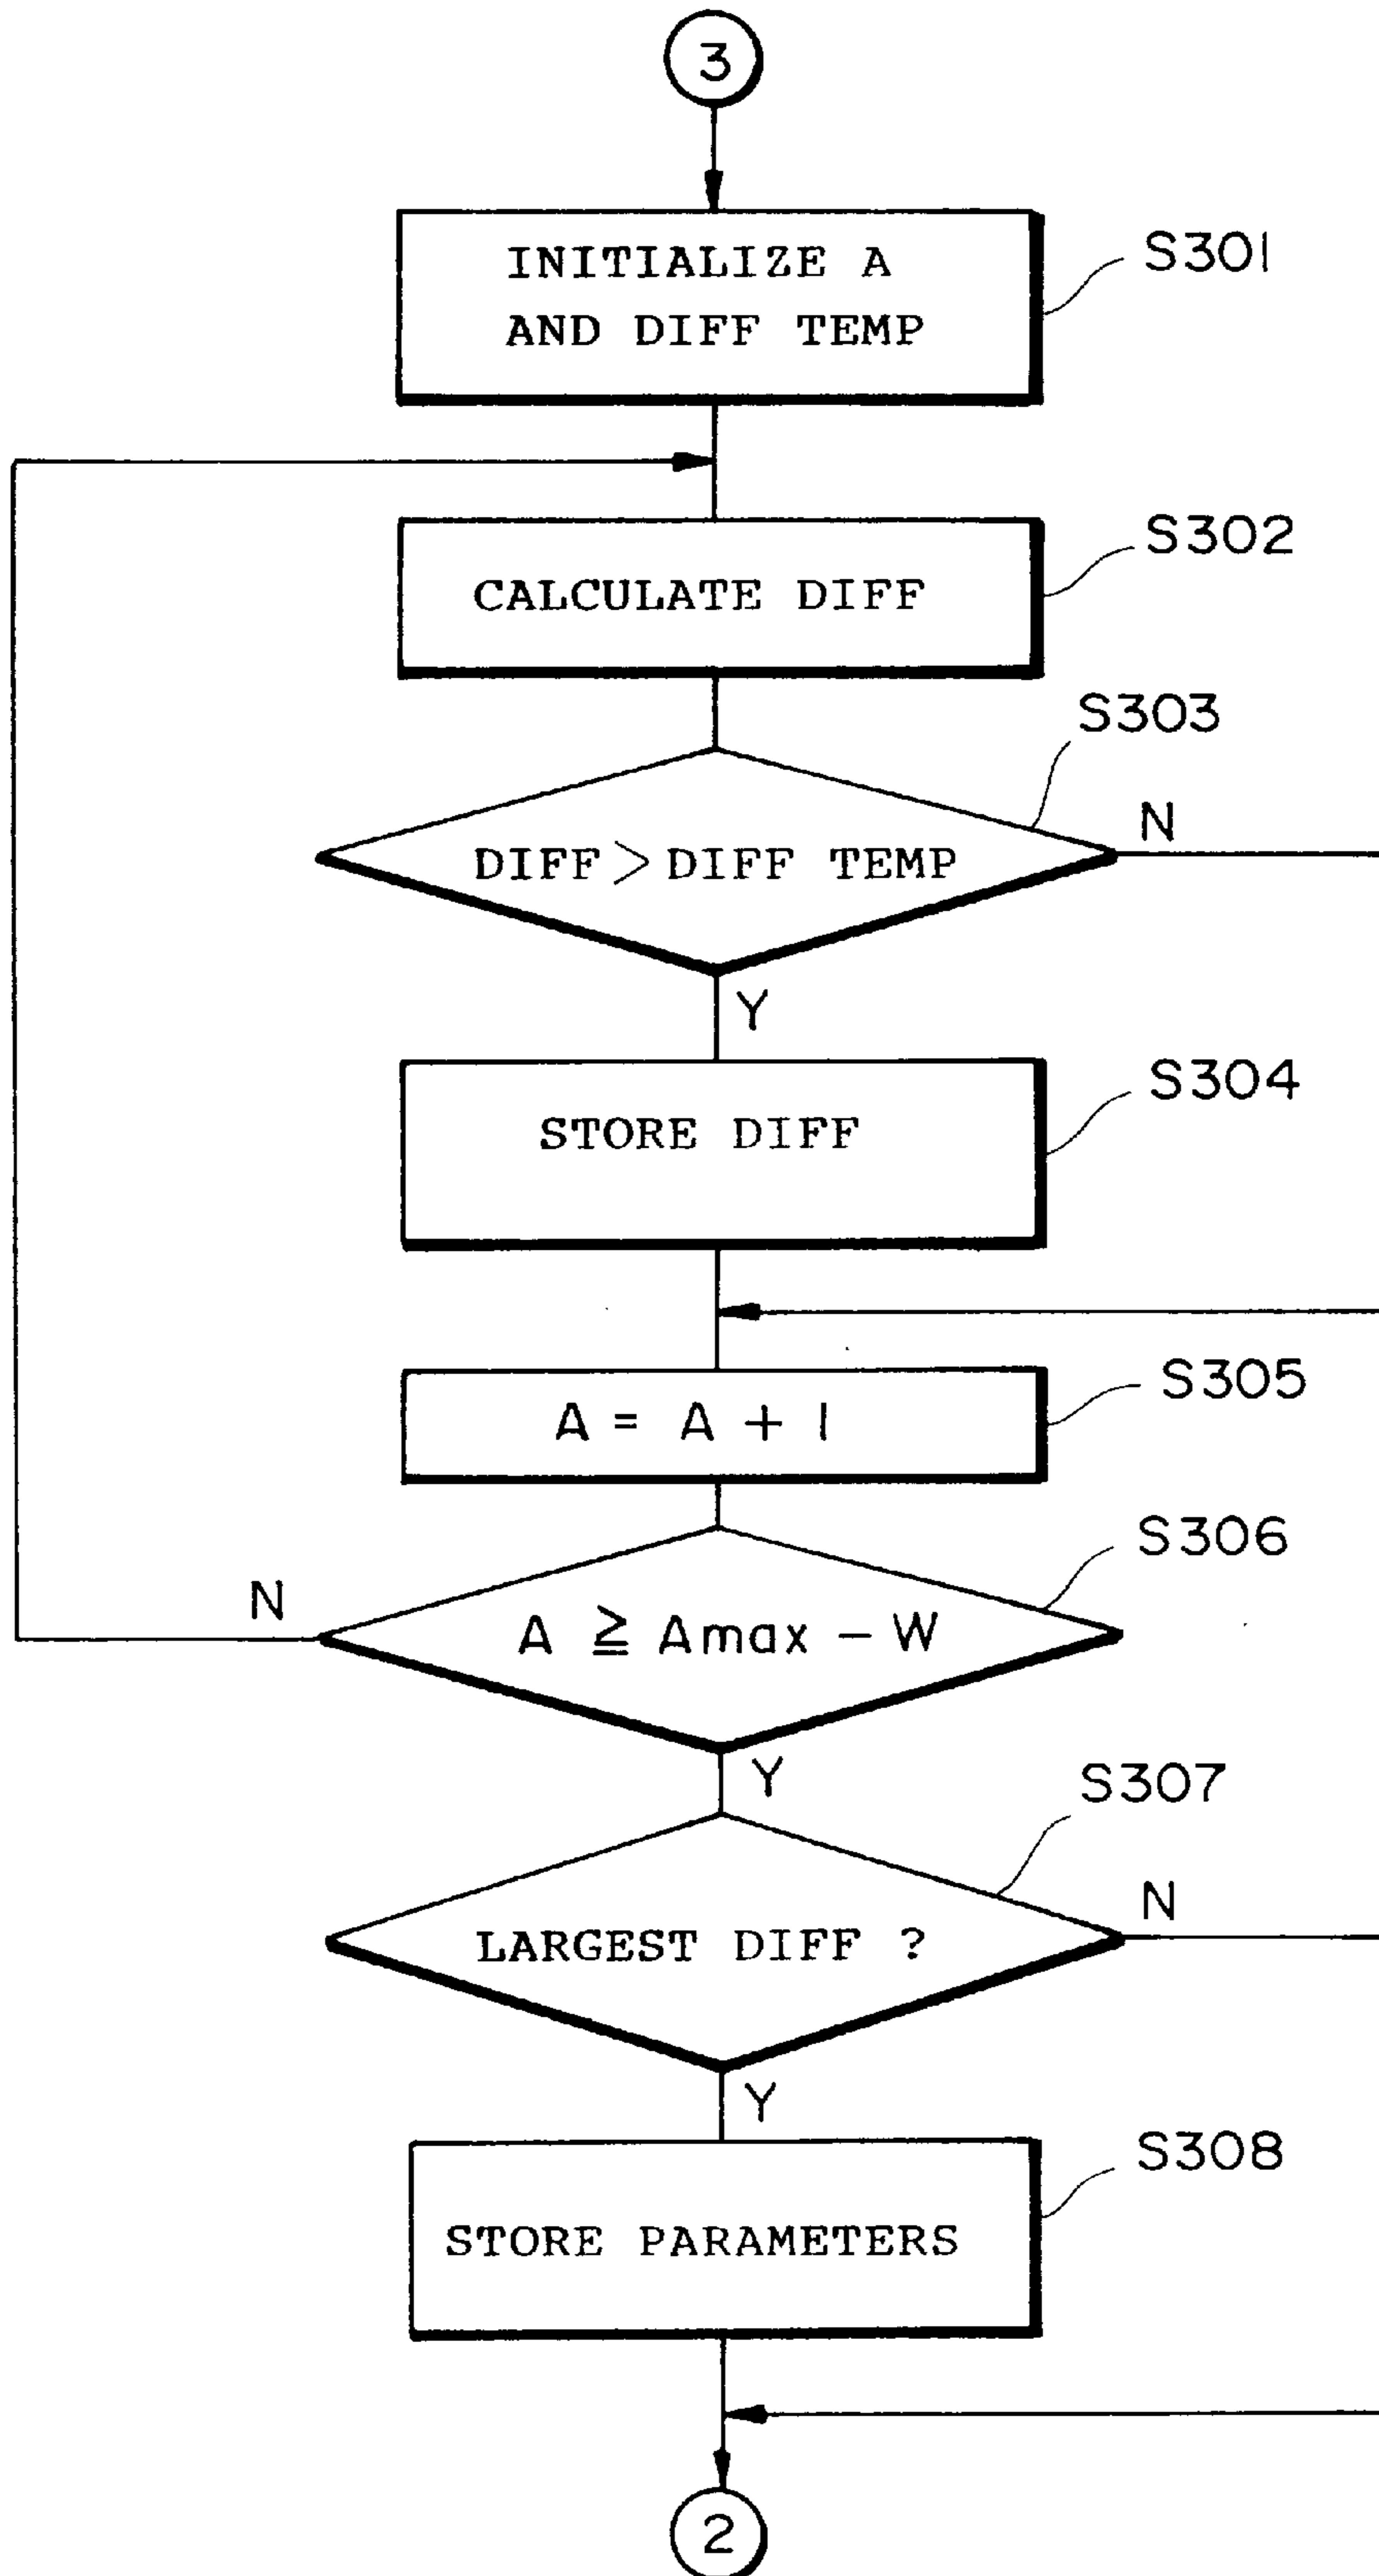 3
INITIALIZE A
AND DIFF TEMP
S301
CALCULATE DIFF
S302
S303
DIFF > DIFF TEMP
N
Y
STORE DIFF
S304
A = A + 1
S305
S306
N
A ≧ Amax - W
Y
S307
LARGEST DIFF ?
N
Y
STORE PARAMETERS
S308
2